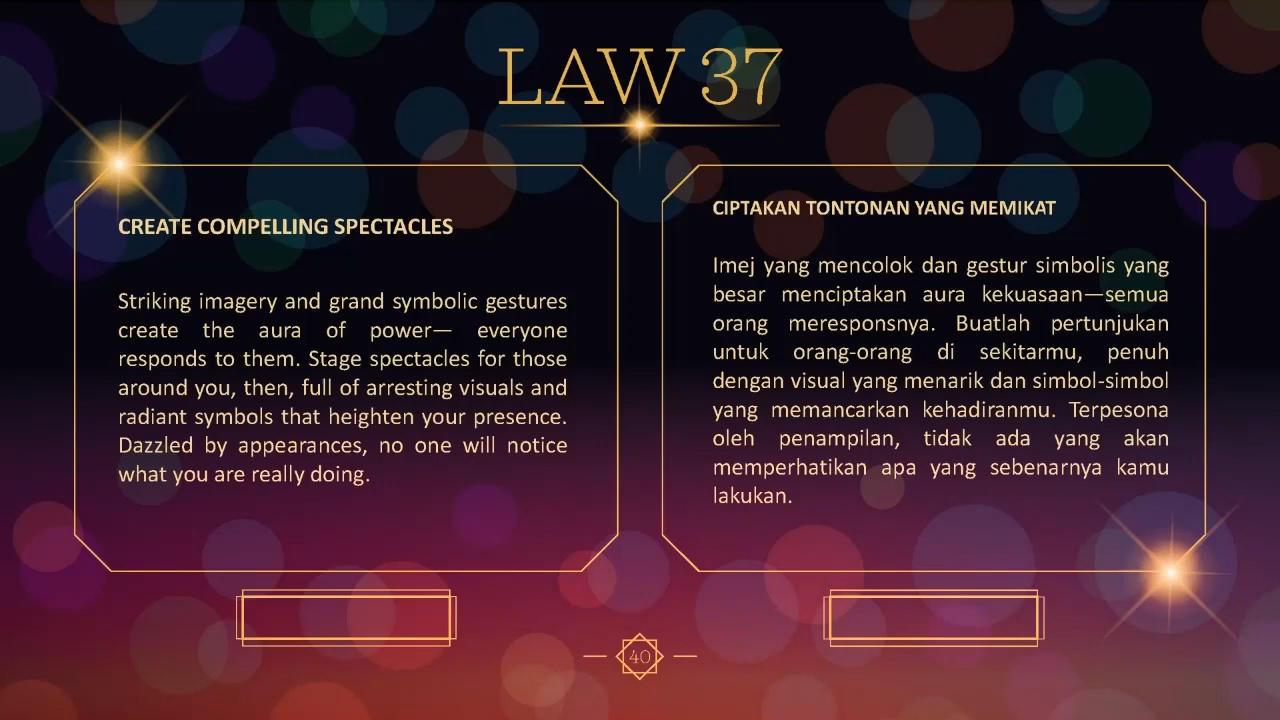 LAW 37
CREATE COMPELLING SPECTACLES
Striking imagery and grand symbolic gestures
create the aura of power— everyone
responds to them. Stage spectacles for those
around you, then, full of arresting visuals and
radiant symbols that heighten your presence.
Dazzled by appearances, no one will notice
what you are really doing.
CIPTAKAN TONTONAN YANG MEMIKAT
Imej yang mencolok dan gestur simbolis yang
besar menciptakan aura kekuasaan—semua
orang meresponsnya. Buatlah pertunjukan
untuk orang-orang di sekitarmu, penuh
dengan visual yang menarik dan simbol-simbol
yang memancarkan kehadiranmu. Terpesona
oleh penampilan, tidak ada yang akan
memperhatikan apa yang sebenarnya kamu
lakukan.
40